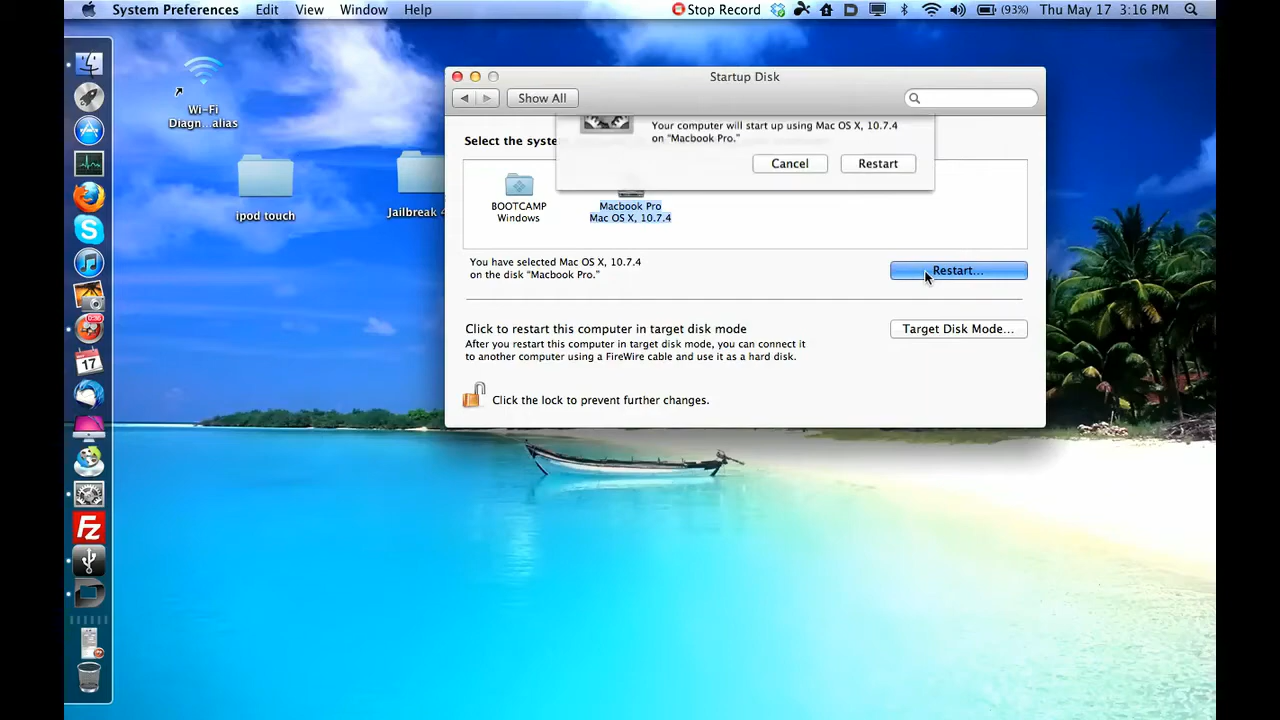 System Preferences Edit View Window Help Stop Record D (93%) Thu May 17 3:16 PM
Wi-Fi
Diagn...alias
ipod touch
Jailbreak
Startup Disk
Show All
Your computer will start up using Mac OS X, 10.7.4
on “Macbook Pro.”
Cancel Restart
Select the syste
BOOTCAMP
Windows
Macbook Pro
Mac OS X, 10.7.4
You have selected Mac OS X, 10.7.4
on the disk “Macbook Pro.”
Restart...
Click to restart this computer in target disk mode
After you restart this computer in target disk mode, you can connect it
to another computer using a FireWire cable and use it as a hard disk.
Target Disk Mode...
Click the lock to prevent further changes.
17
FZ